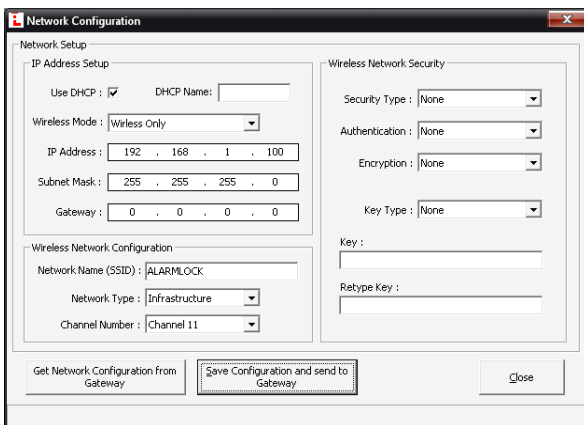 Network Configuration
Network Setup
IP Address Setup
Use DHCP :
DHCP Name:
Wireless Mode : Wirless Only
IP Address : 192 . 168 . 1 . 100
Subnet Mask : 255 . 255 . 255 . 0
Gateway : 0 . 0 . 0 . 0
Wireless Network Configuration
Network Name (SSID) : ALARMLOCK
Network Type : Infrastructure
Channel Number : Channel 11
Wireless Network Security
Security Type : None
Authentication : None
Encryption : None
Key Type : None
Key :
Retype Key :
Get Network Configuration from
Gateway
Save Configuration and send to
Gateway
Close